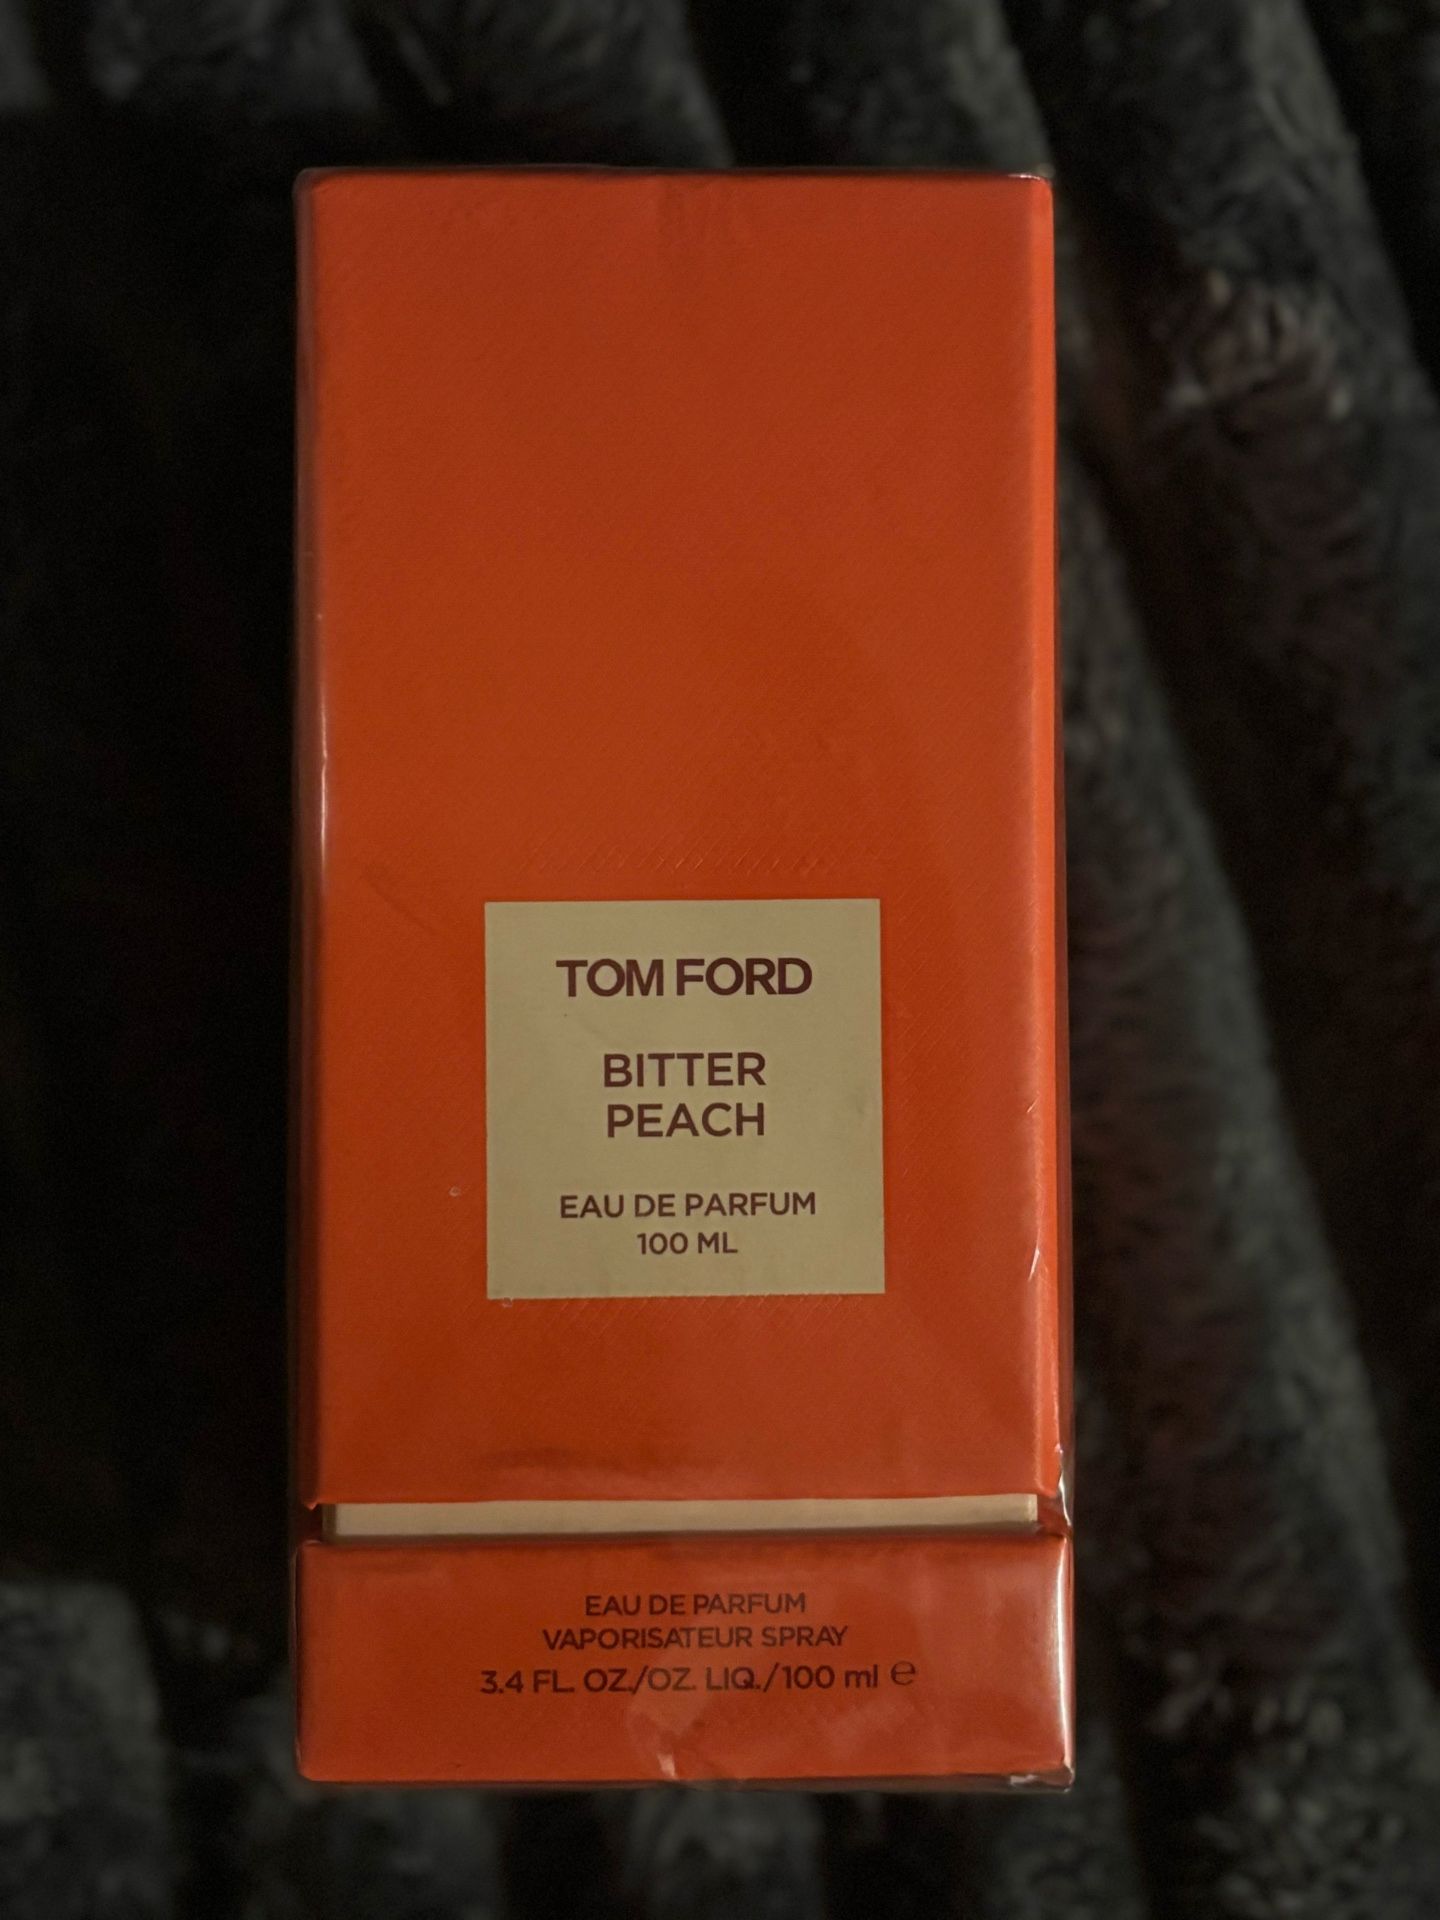 TOM FORD
BITTER
PEACH
EAU DE PARFUM
100 ML
EAU DE PARFUM
VAPORISATEUR SPRAY
3.4 FL. OZ./OZ. LIQ./100 ml ℮